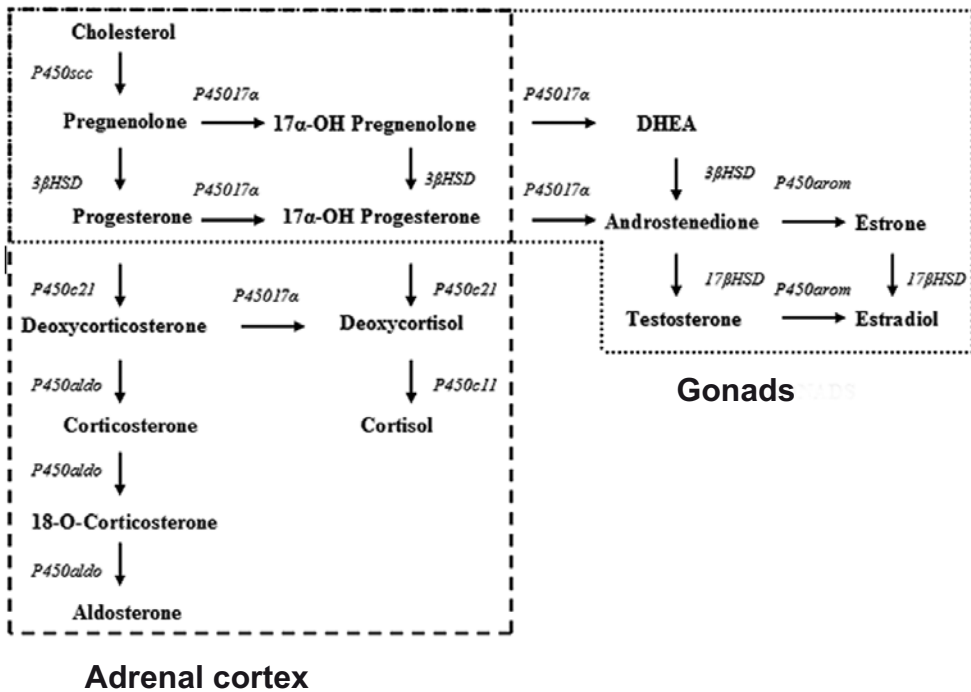 Cholesterol
P450scc
P45017α P45017α
Pregnenolone 17α-OH Pregnenolone DHEA
3βHSD P45017α 3βHSD P45017α 3βHSD P450arom
Progesterone 17α-OH Progesterone Androstenedione Estrone
P450c21 P45017α P450c21 17βHSD P450arom 17βHSD
Deoxycorticosterone Deoxycortisol Testosterone Estradiol
P450aldo P450c11
Gonads
Corticosterone Cortisol
P450aldo
18-O-Corticosterone
P450aldo
Aldosterone
Adrenal cortex